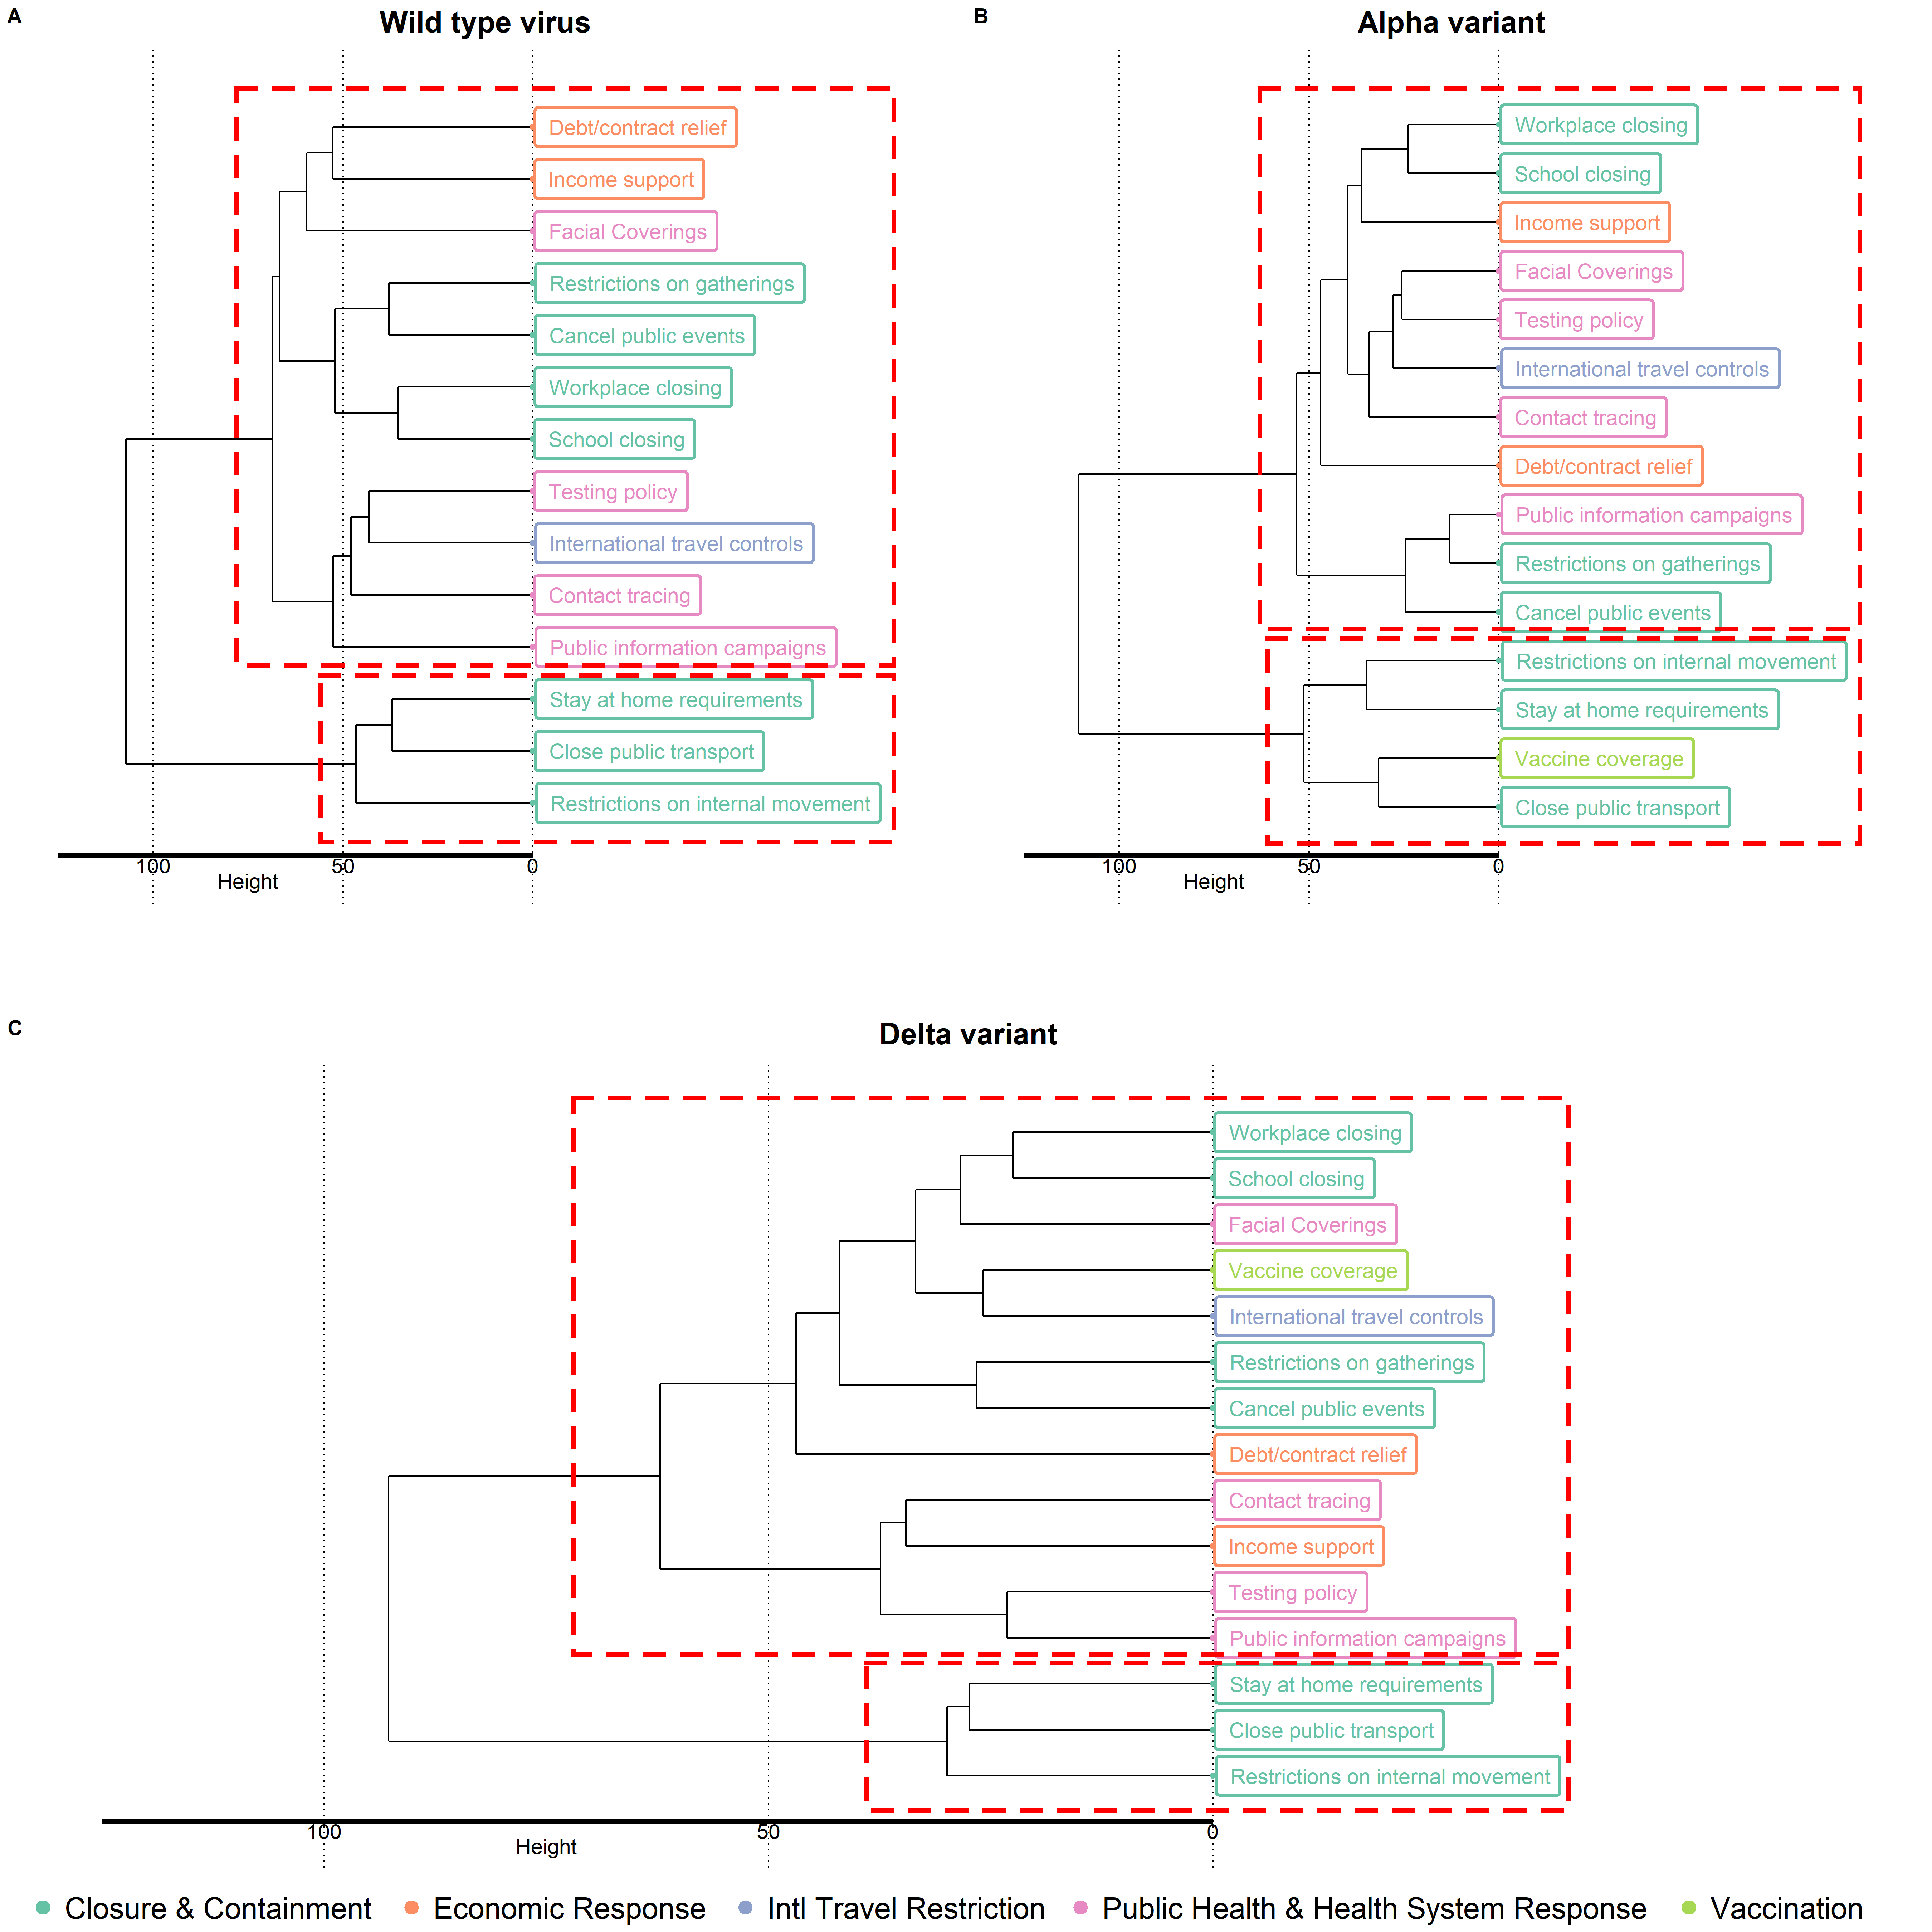 A
Wild type virus
Debt/contract relief
Income support
Facial Coverings
Restrictions on gatherings
Cancel public events
Workplace closing
School closing
Testing policy
International travel controls
Contact tracing
Public information campaigns
Stay at home requirements
Close public transport
Restrictions on internal movement
100 50 0
Height
B
Alpha variant
Workplace closing
School closing
Income support
Facial Coverings
Testing policy
International travel controls
Contact tracing
Debt/contract relief
Public information campaigns
Restrictions on gatherings
Cancel public events
Restrictions on internal movement
Stay at home requirements
Vaccine coverage
Close public transport
100 50 0
Height
C
Delta variant
Workplace closing
School closing
Facial Coverings
Vaccine coverage
International travel controls
Restrictions on gatherings
Cancel public events
Debt/contract relief
Contact tracing
Income support
Testing policy
Public information campaigns
Stay at home requirements
Close public transport
Restrictions on internal movement
100 50 0
Height
Closure & Containment Economic Response Intl Travel Restriction Public Health & Health System Response Vaccination